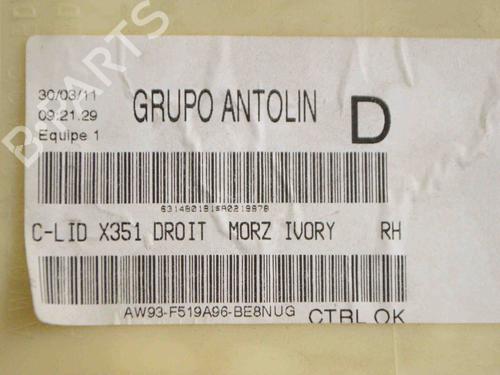 30/03/11
09.21.29
Equipe 1
GRUPO ANTOLIN
D
C-LID X351 DROIT MORZ IVORY RH
AW93-F519A96-BE8NUG
CTRL OK